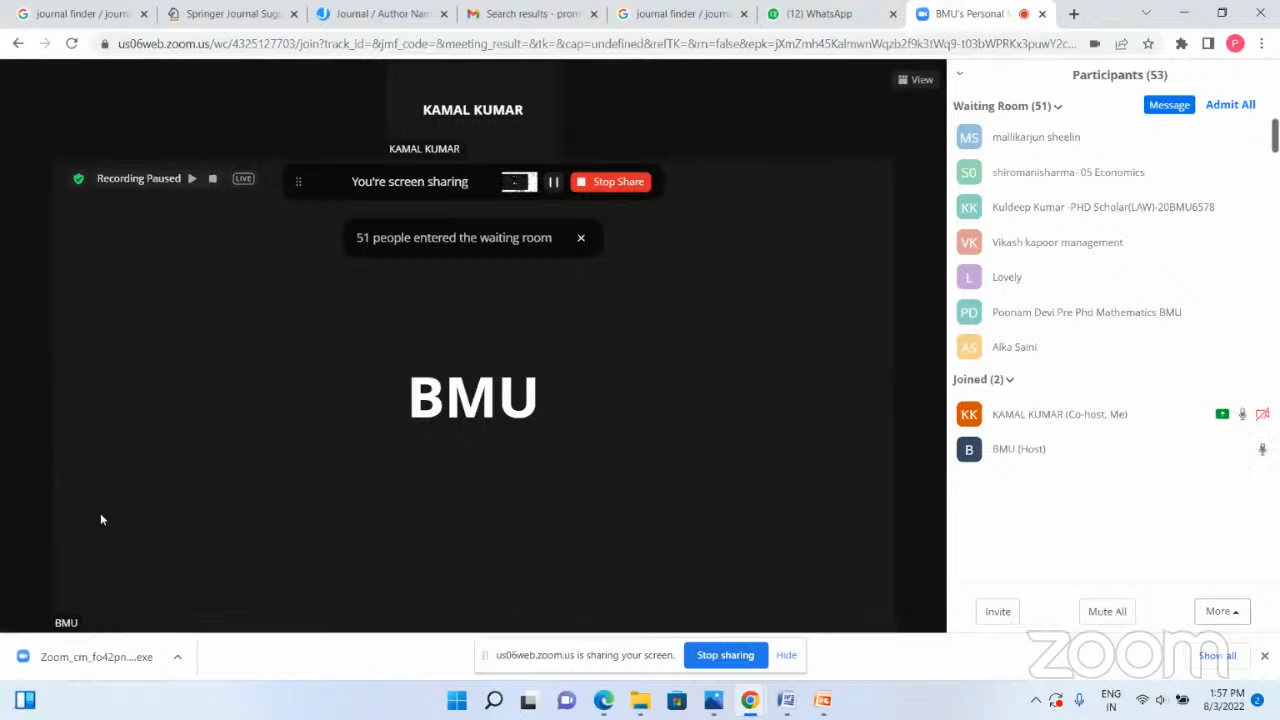 journal finder / journa
Springer Journal Sugg
Journal / Author Nam
Search results - prom
journal finder / journa
(12) WhatsApp
BMU's Personal M
us06web.zoom.us/wc/4325127703/join?track_id=&jmf_code=&meeting_result=&tk=&cap=undefined&refTK=&rn=false&epk=
View
KAMAL KUMAR
KAMAL KUMAR
Recording Paused
LIVE
You're screen sharing
Stop Share
51 people entered the waiting room
BMU
BMU
Participants (53)
Waiting Room (51)
Message
Admit All
MS mallikarjun sheelin
S0 shiromanisharma- 05 Economics
KK Kuldeep Kumar -PHD Scholar(LAW)-20BMU6578
VK Vikash kapoor management
L Lovely
PD Poonam Devi Pre Phd Mathematics BMU
AS Alka Saini
Joined (2)
KK KAMAL KUMAR (Co-host, Me)
B BMU (Host)
Invite
Mute All
More
zoom
Zoom_cm_fo42pn....exe
us06web.zoom.us is sharing your screen.
Stop sharing
Hide
Show all
ENG
IN
1:57 PM
8/3/2022
2